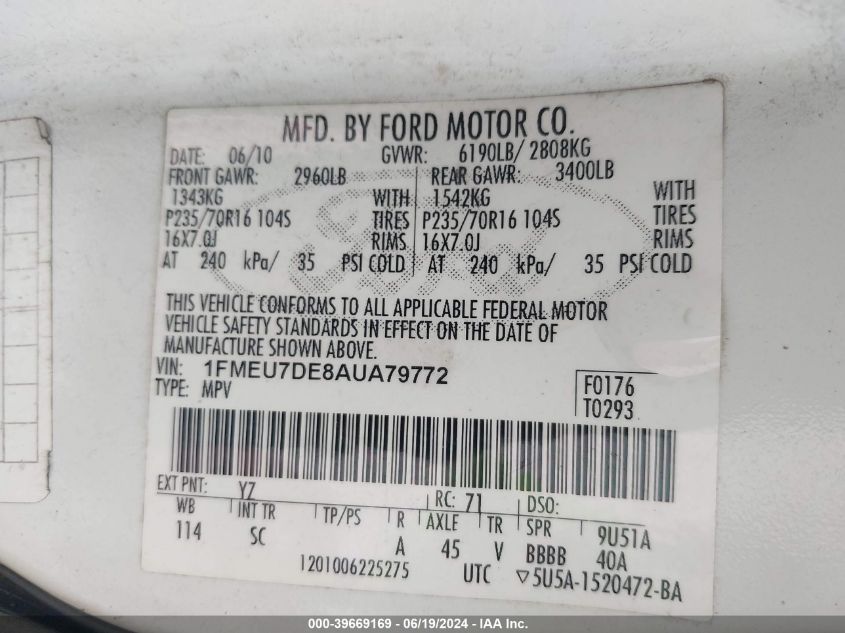 MFD. BY FORD MOTOR CO.
DATE: 06/10 GVWR: 6190LB/ 2808KG
FRONT GAWR: 2960LB REAR GAWR: 3400LB
1343KG WITH 1542KG WITH
P235/70R16 104S TIRES P235/70R16 104S TIRES
16X7.0J RIMS 16X7.0J RIMS
AT 240 kPa/ 35 PSI COLD AT 240 kPa/ 35 PSI COLD
Ford
THIS VEHICLE CONFORMS TO ALL APPLICABLE FEDERAL MOTOR
VEHICLE SAFETY STANDARDS IN EFFECT ON THE DATE OF
MANUFACTURE SHOWN ABOVE.
VIN: 1FMEU7DE8AUA79772
TYPE: MPV
F0176
T0293
EXT PNT: YZ RC: 71 DSO:
WB INT TR TP/PS R AXLE TR SPR 9U51A
114 SC A 45 V BBBB 40A
1201006225275 UTC ▽5U5A-1520472-BA
000-39669169 - 06/19/2024 - IAA Inc.